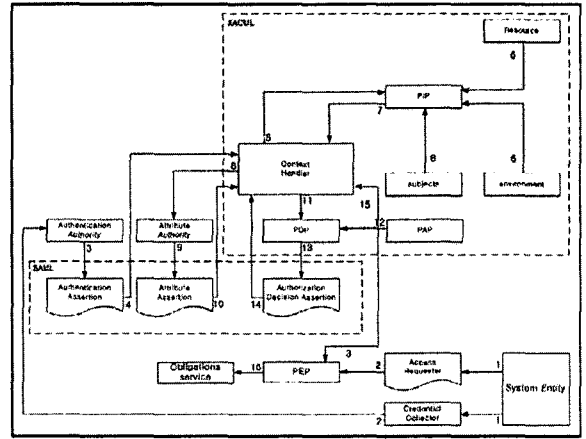 XACML
Resource
6
PIP
5
7
Context
Handler
8
6
6
subjects
environment
11
15
Authentication
Authority
Attribute
Authority
PDP
2
PAP
3
9
13
SAML
Authentication
Assertion
4
Attribute
Assertion
10
14
Authorization
Decision Assertion
3
Obligations
service
16
PEP
2
Access
Requester
1
System Entity
2
Credential
Collector
1